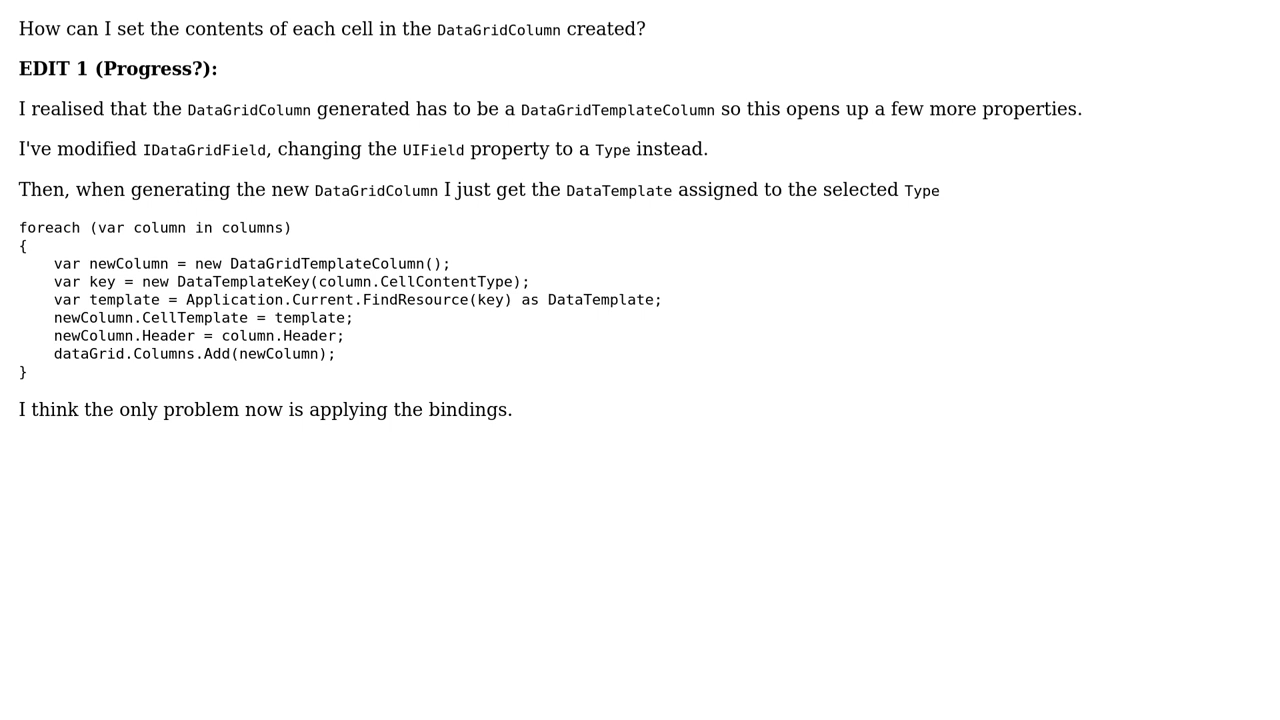 How can I set the contents of each cell in the DataGridColumn created?
EDIT 1 (Progress?):
I realised that the DataGridColumn generated has to be a DataGridTemplateColumn so this opens up a few more properties.
I've modified IDataGridField, changing the UIField property to a Type instead.
Then, when generating the new DataGridColumn I just get the DataTemplate assigned to the selected Type
foreach (var column in columns)
{
    var newColumn = new DataGridTemplateColumn();
    var key = new DataTemplateKey(column.CellContentType);
    var template = Application.Current.FindResource(key) as DataTemplate;
    newColumn.CellTemplate = template;
    newColumn.Header = column.Header;
    dataGrid.Columns.Add(newColumn);
}
I think the only problem now is applying the bindings.